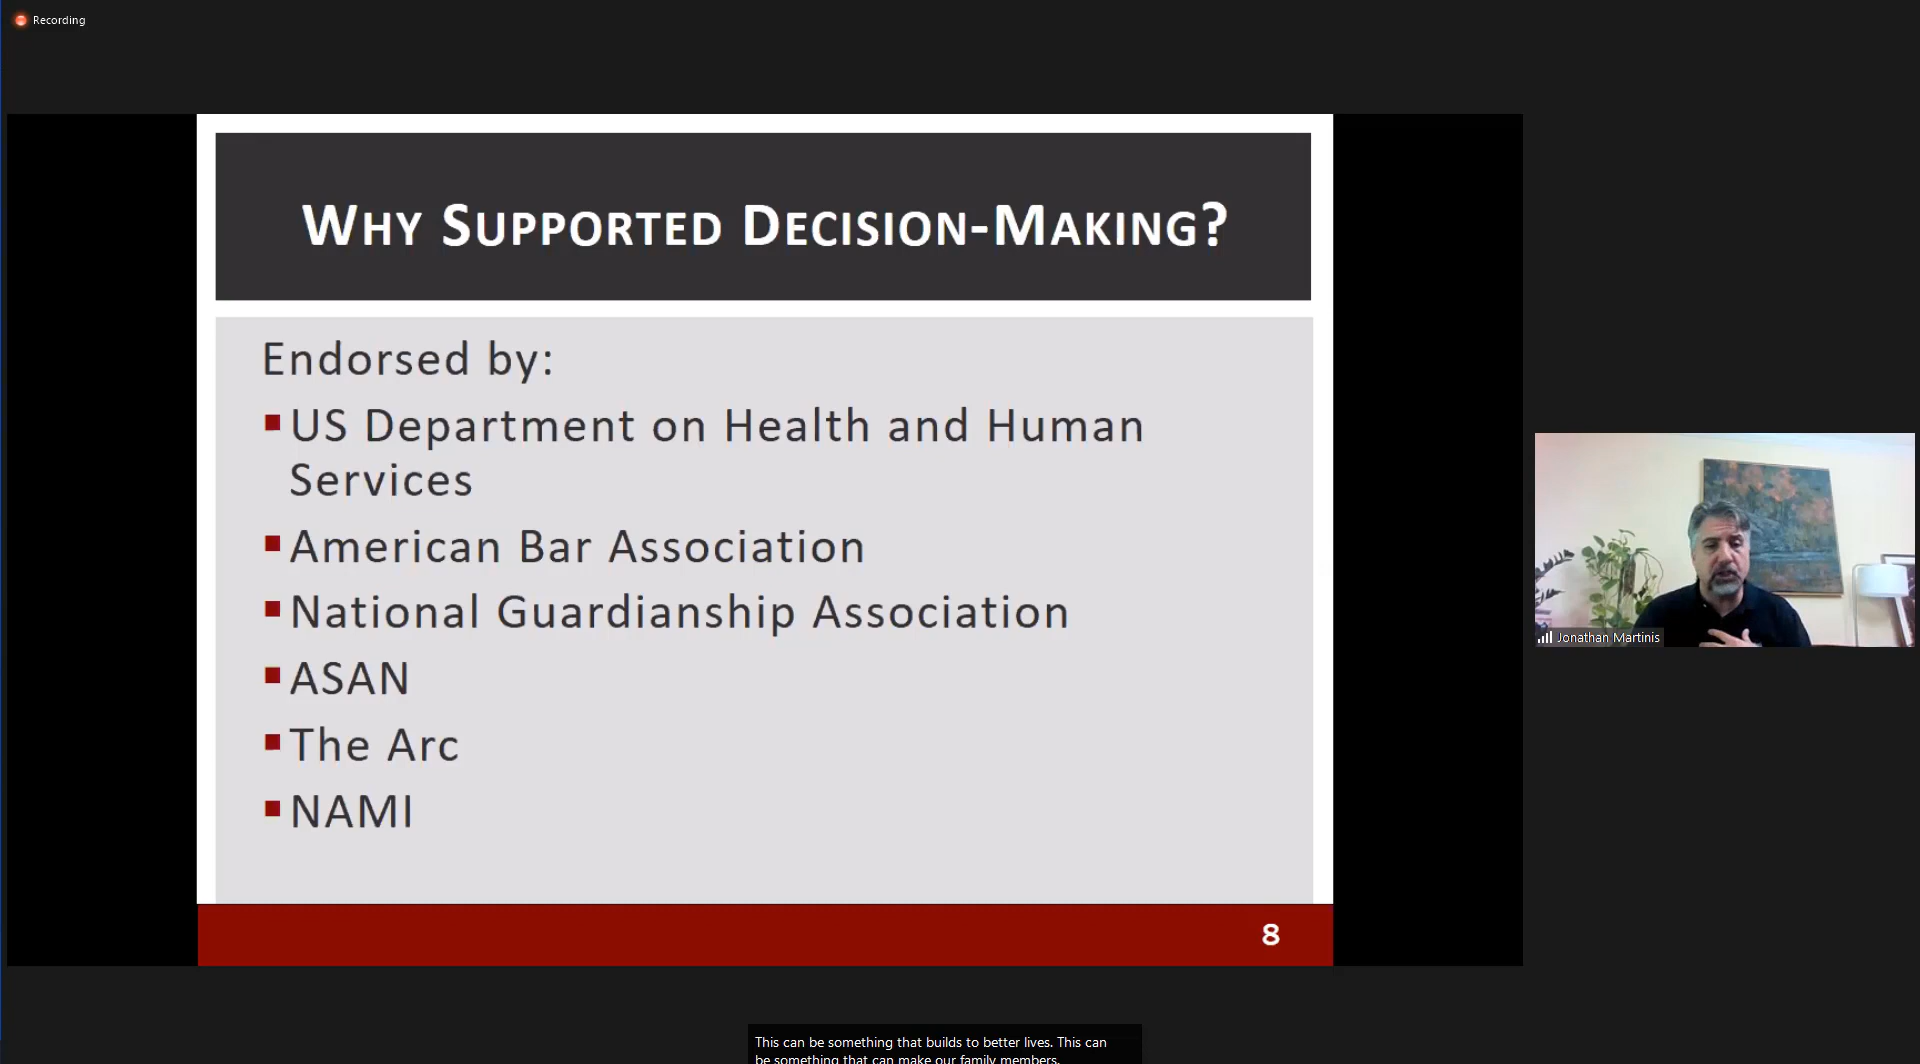 Recording
WHY SUPPORTED DECISION-MAKING?
Endorsed by:
▪US Department on Health and Human
Services
▪American Bar Association
▪National Guardianship Association
▪ASAN
▪The Arc
▪NAMI
8
Jonathan Martinis
This can be something that builds to better lives. This can
be something that can make our family members.